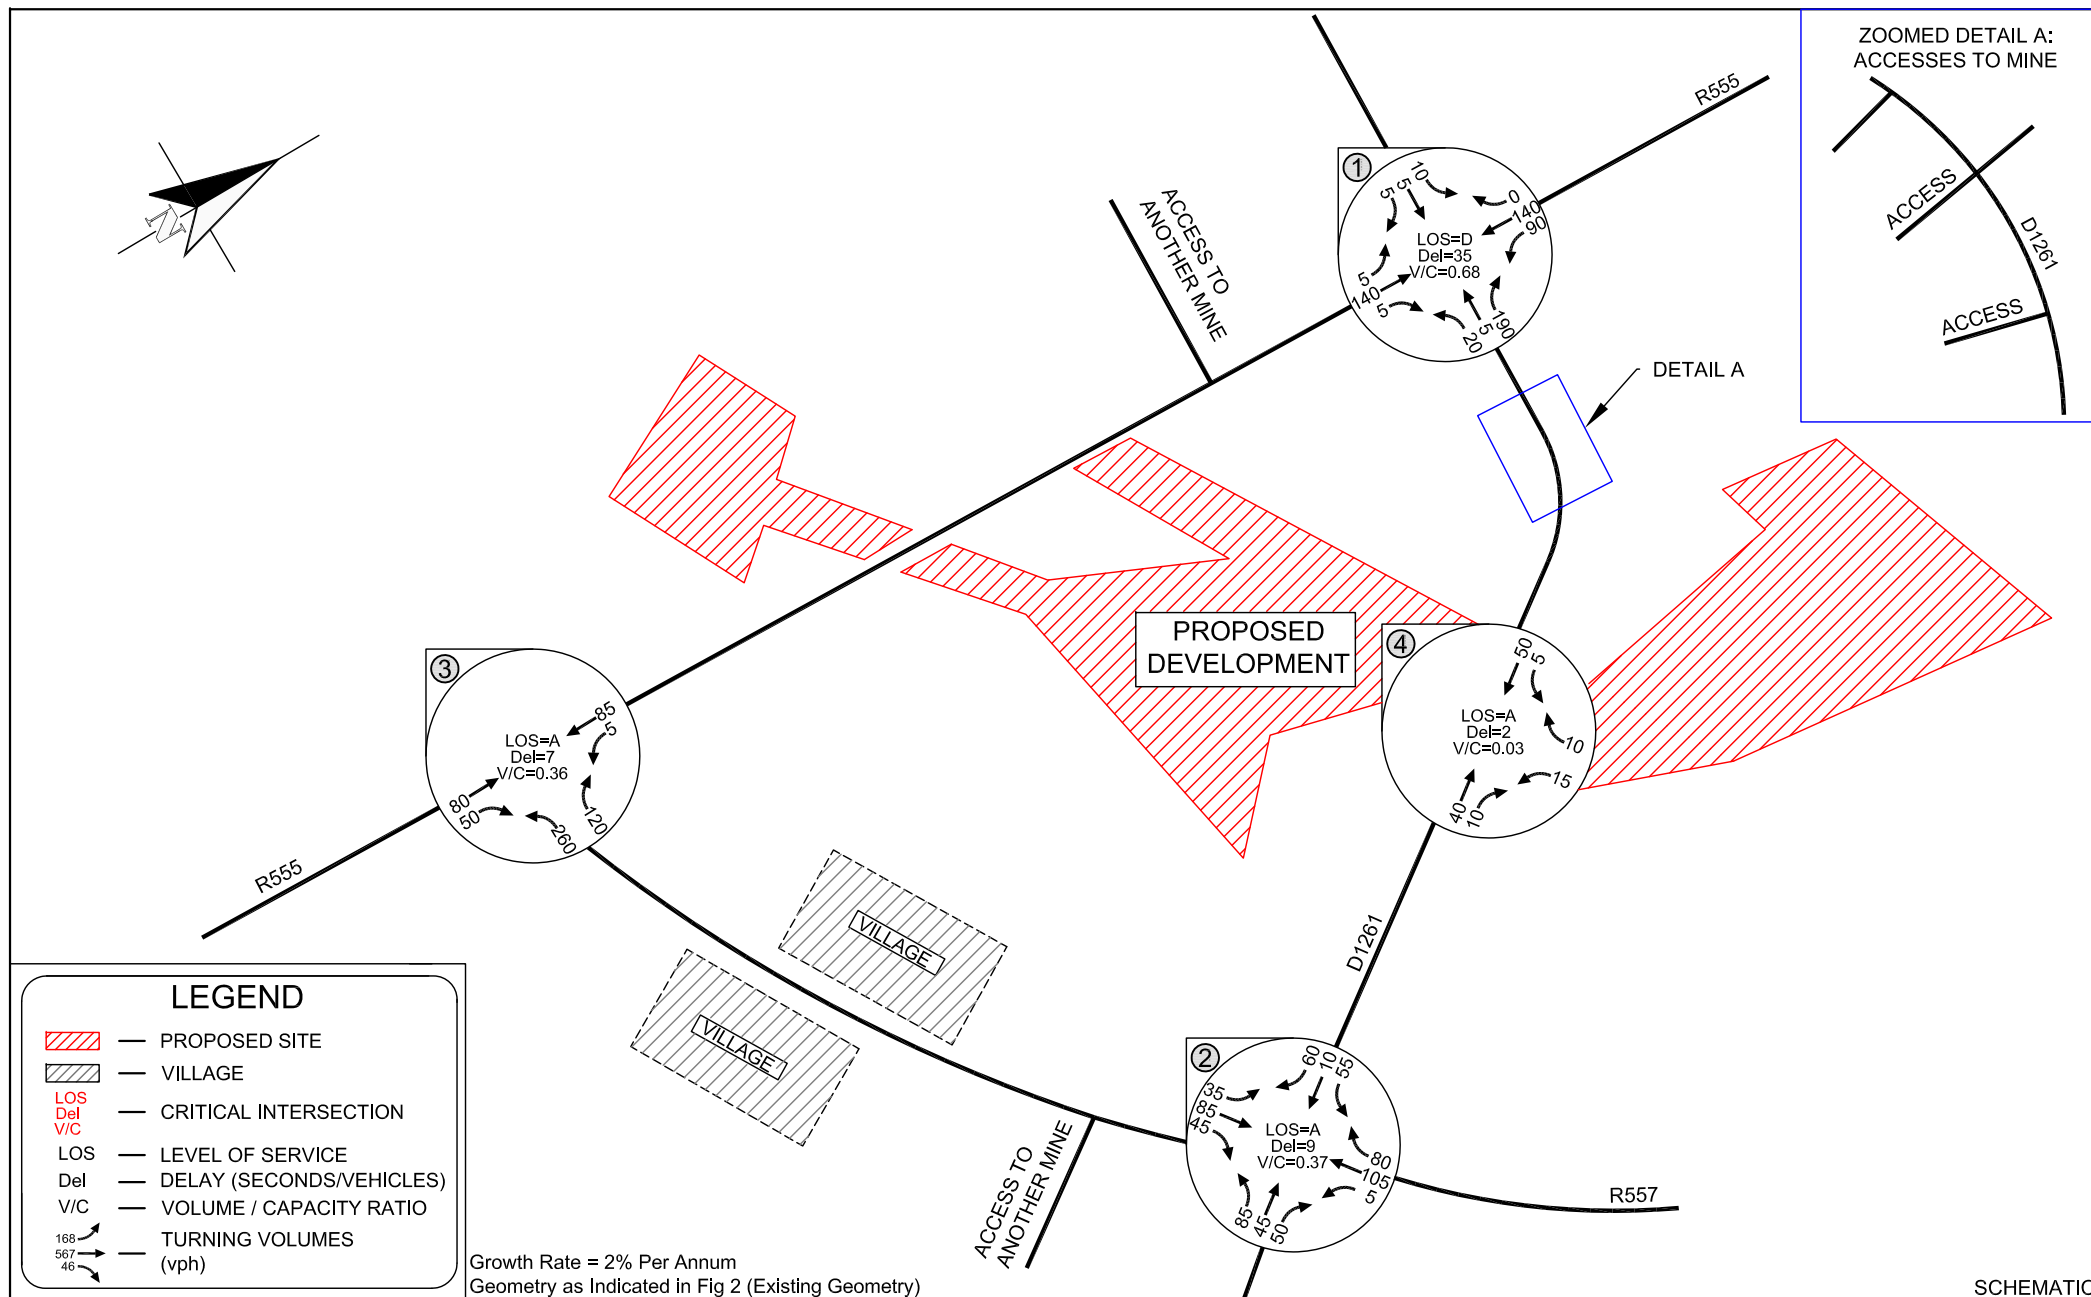 ZOOMED DETAIL A:
ACCESSES TO MINE
ACCESS
D1261
ACCESS
R555
N
ACCESS TO
ANOTHER MINE
1
10
5
5
0
140
90
LOS=D
Del=35
V/C=0.68
5
140
5
190
5
20
DETAIL A
PROPOSED
DEVELOPMENT
4
50
5
LOS=A
Del=2
V/C=0.03
10
15
40
10
3
85
5
LOS=A
Del=7
V/C=0.36
80
50
120
260
R555
VILLAGE
VILLAGE
D1261
2
60
10
55
35
85
45
LOS=A
Del=9
V/C=0.37
80
105
5
85
45
50
R557
ACCESS TO
ANOTHER MINE
LEGEND
PROPOSED SITE
VILLAGE
LOS
Del
V/C
CRITICAL INTERSECTION
LOS
LEVEL OF SERVICE
Del
DELAY (SECONDS/VEHICLES)
V/C
VOLUME / CAPACITY RATIO
168
567
46
TURNING VOLUMES
(vph)
Growth Rate = 2% Per Annum
Geometry as Indicated in Fig 2 (Existing Geometry)
SCHEMATIC